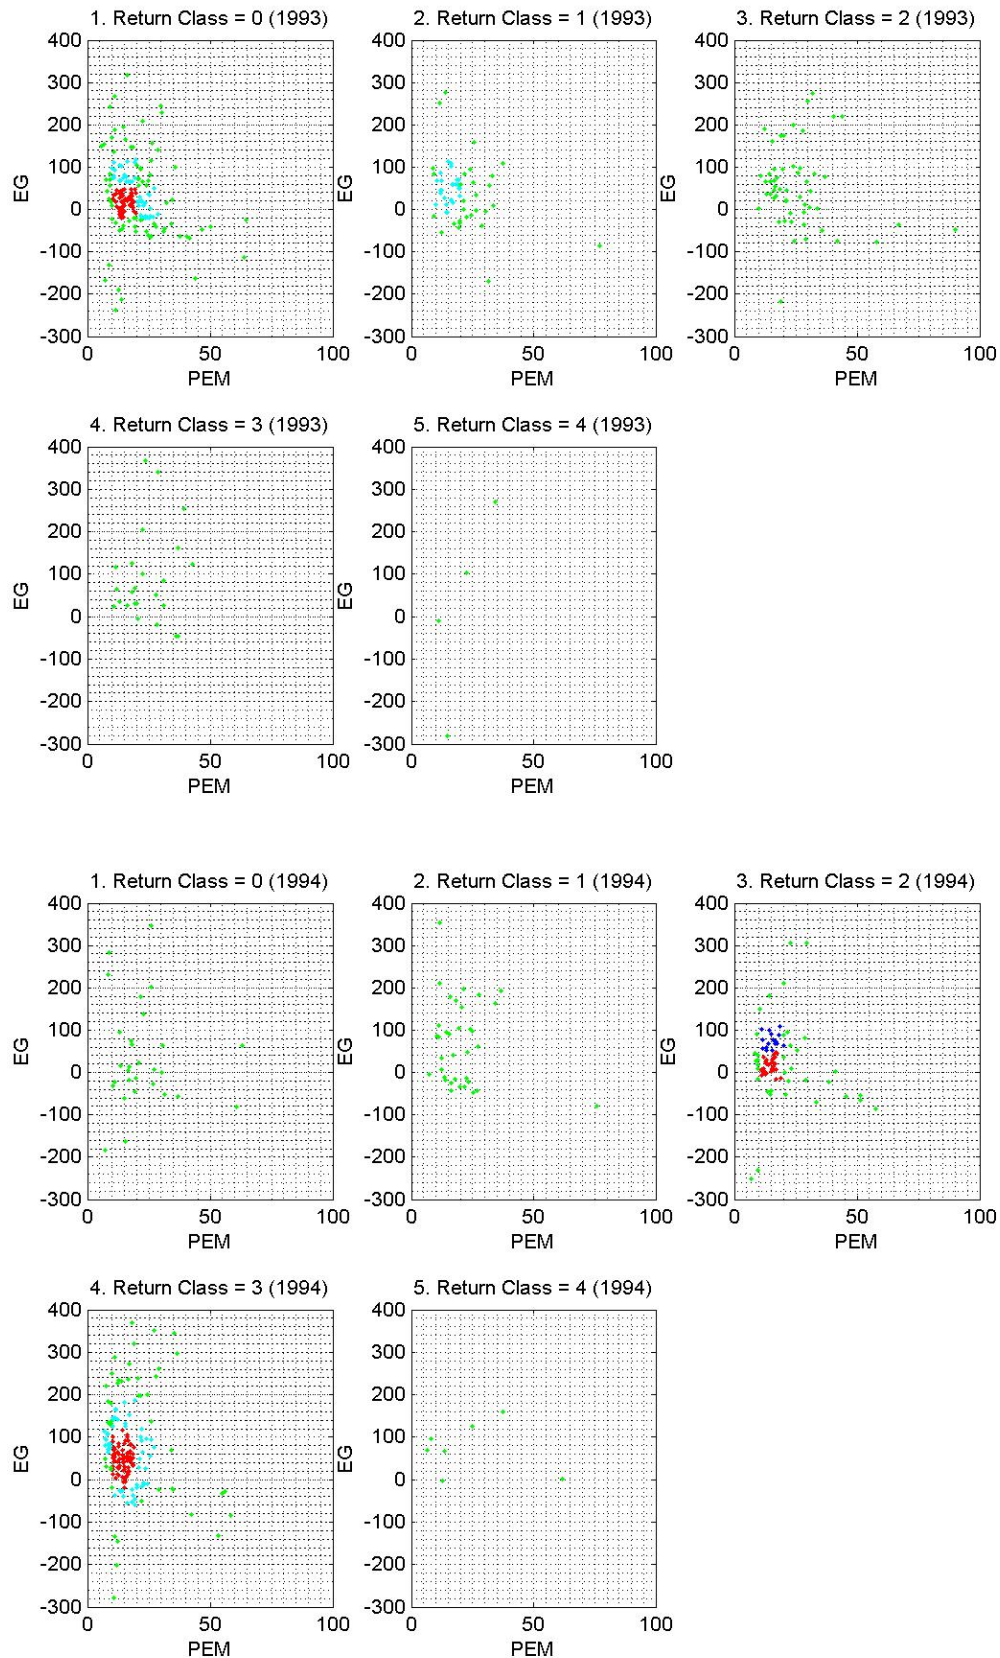 1. Return Class = 0 (1993)
2. Return Class = 1 (1993)
3. Return Class = 2 (1993)
400 400 400
300 300 300
200 200 200
100 100 100
EG EG EG
0 0 0
-100 -100 -100
-200 -200 -200
-300 -300 -300
0 50 100 0 50 100 0 50 100
PEM PEM PEM
4. Return Class = 3 (1993)
5. Return Class = 4 (1993)
400 400
300 300
200 200
100 100
EG EG
0 0
-100 -100
-200 -200
-300 -300
0 50 100 0 50 100
PEM PEM
1. Return Class = 0 (1994)
2. Return Class = 1 (1994)
3. Return Class = 2 (1994)
400 400 400
300 300 300
200 200 200
100 100 100
EG EG EG
0 0 0
-100 -100 -100
-200 -200 -200
-300 -300 -300
0 50 100 0 50 100 0 50 100
PEM PEM PEM
4. Return Class = 3 (1994)
5. Return Class = 4 (1994)
400 400
300 300
200 200
100 100
EG EG
0 0
-100 -100
-200 -200
-300 -300
0 50 100 0 50 100
PEM PEM